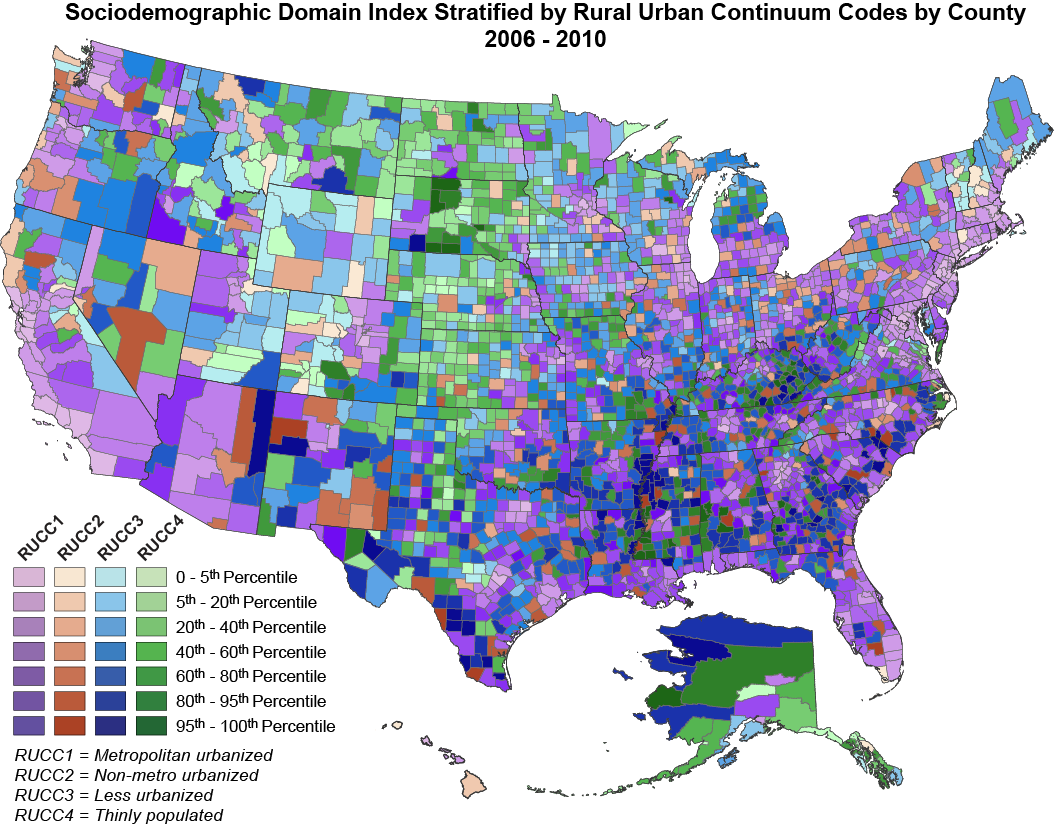 Sociodemographic Domain Index Stratified by Rural Urban Continuum Codes by County
2006 - 2010
RUCC1 RUCC2 RUCC3 RUCC4
0 - 5th Percentile
5th - 20th Percentile
20th - 40th Percentile
40th - 60th Percentile
60th - 80th Percentile
80th - 95th Percentile
95th - 100th Percentile
RUCC1 = Metropolitan urbanized
RUCC2 = Non-metro urbanized
RUCC3 = Less urbanized
RUCC4 = Thinly populated